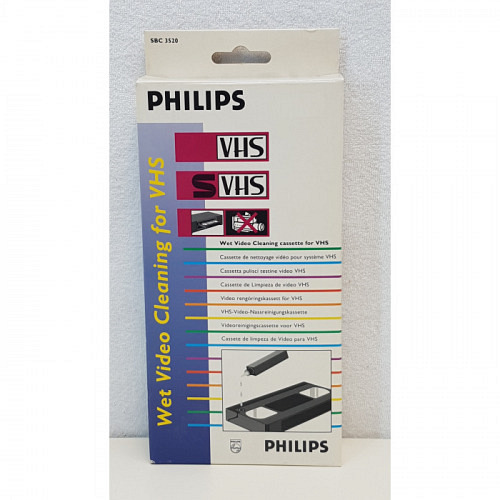 SBC 3520
PHILIPS
VHS
S VHS
Wet Video Cleaning for VHS
Wet Video Cleaning cassette for VHS
Cassette de nettoyage vidéo pour système VHS
Cassetta pulisci testine video VHS
Cassette de Limpieza de video VHS
Video rengöringskassett för VHS
VHS-Video-Nassreinigungskassette
Videoreinigingscassette voor VHS
Cassete de limpeza de Video para VHS
PHILIPS